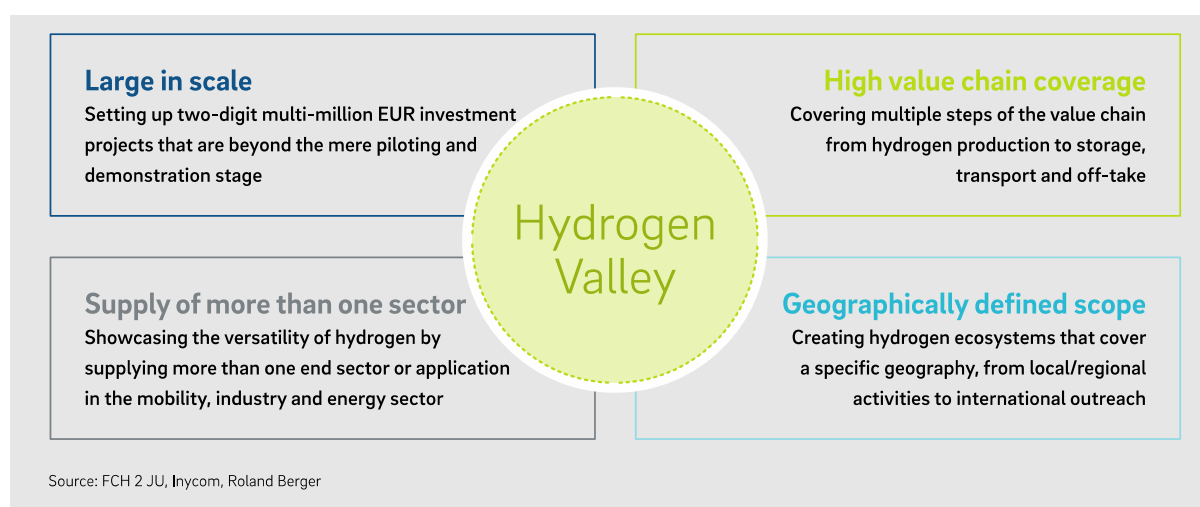 Large in scale
Setting up two-digit multi-million EUR investment
projects that are beyond the mere piloting and
demonstration stage
High value chain coverage
Covering multiple steps of the value chain
from hydrogen production to storage,
transport and off-take
Hydrogen
Valley
Supply of more than one sector
Showcasing the versatility of hydrogen by
supplying more than one end sector or application
in the mobility, industry and energy sector
Geographically defined scope
Creating hydrogen ecosystems that cover
a specific geography, from local/regional
activities to international outreach
Source: FCH 2 JU, Inycom, Roland Berger